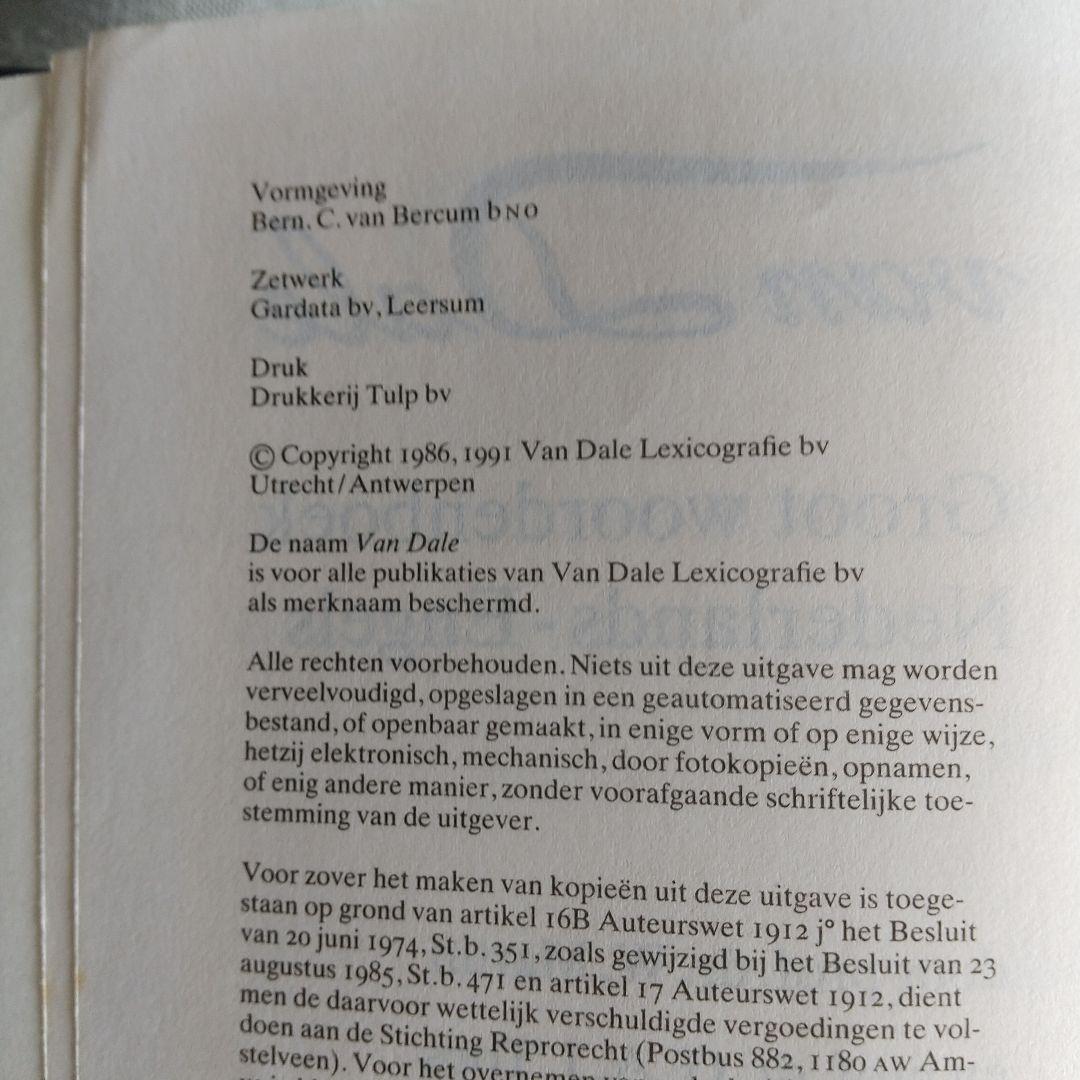 Vormgeving
Bern. C. van Bercum bNO
Zetwerk
Gardata bv, Leersum
Druk
Drukkerij Tulp bv
© Copyright 1986, 1991 Van Dale Lexicografie bv
Utrecht/Antwerpen
De naam Van Dale
is voor alle publikaties van Van Dale Lexicografie bv
als merknaam beschermd.
Alle rechten voorbehouden. Niets uit deze uitgave mag worden
verveelvoudigd, opgeslagen in een geautomatiseerd gegevens-
bestand, of openbaar gemaakt, in enige vorm of op enige wijze,
hetzij elektronisch, mechanisch, door fotokopieën, opnamen,
of enig andere manier, zonder voorafgaande schriftelijke toe-
stemming van de uitgever.
Voor zover het maken van kopieën uit deze uitgave is toege-
staan op grond van artikel 16B Auteurswet 1912 j° het Besluit
van 20 juni 1974, St.b. 351, zoals gewijzigd bij het Besluit van 23
augustus 1985, St.b. 471 en artikel 17 Auteurswet 1912, dient
men de daarvoor wettelijk verschuldigde vergoedingen te vol-
doen aan de Stichting Reprorecht (Postbus 882, 1180 AW Am-
stelveen). Voor het overnemen